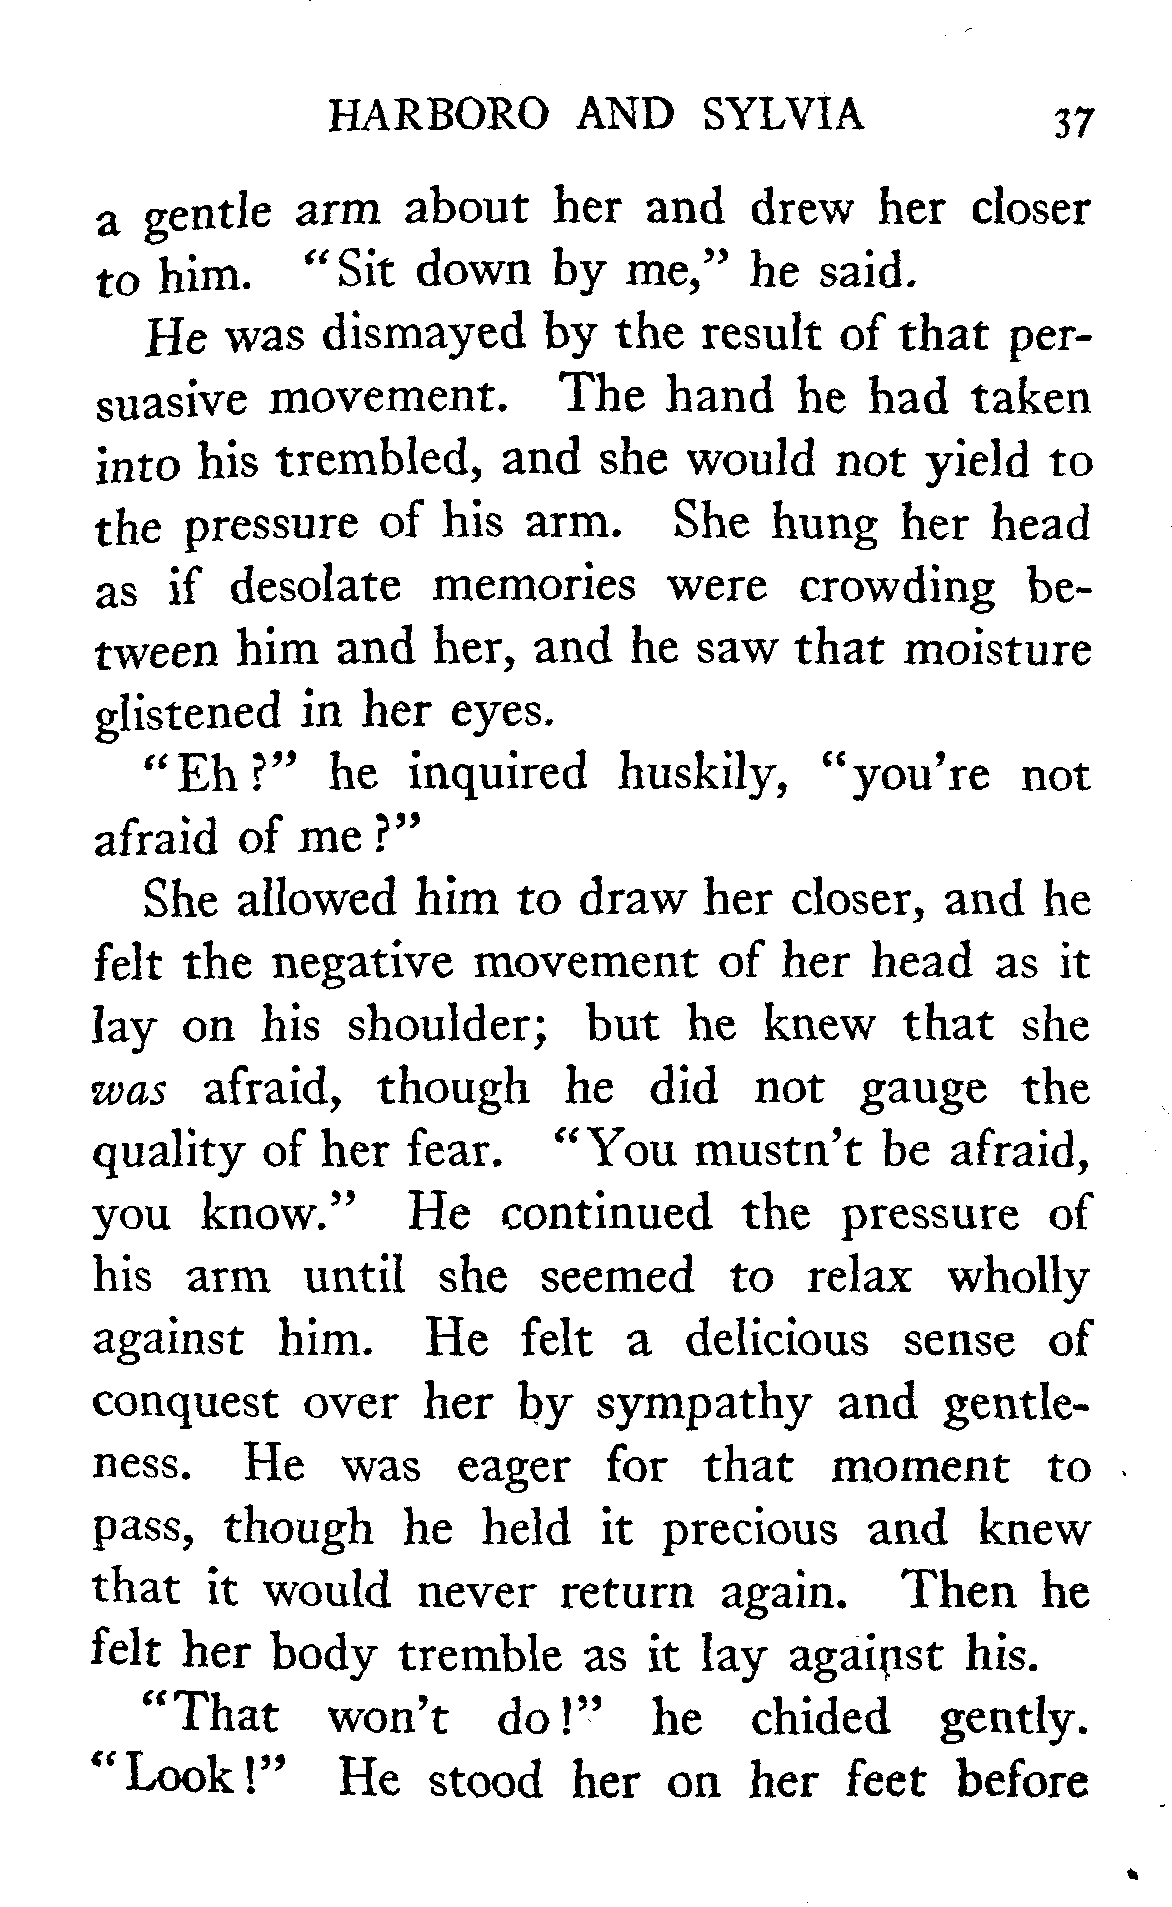 HARBORO AND SYLVIA 37
a gentle arm about her and drew her closer
to him. "Sit down by me," he said.
He was dismayed by the result of that per-
suasive movement. The hand he had taken
into his trembled, and she would not yield to
the pressure of his arm. She hung her head
as if desolate memories were crowding be-
tween him and her, and he saw that moisture
glistened in her eyes.
"Eh?" he inquired huskily, "you're not
afraid of me?"
She allowed him to draw her closer, and he
felt the negative movement of her head as it
lay on his shoulder; but he knew that she
was afraid, though he did not gauge the
quality of her fear. "You mustn't be afraid,
you know." He continued the pressure of
his arm until she seemed to relax wholly
against him. He felt a delicious sense of
conquest over her by sympathy and gentle-
ness. He was eager for that moment to
pass, though he held it precious and knew
that it would never return again. Then he
felt her body tremble as it lay against his.
"That won't do!" he chided gently.
"Look!" He stood her on her feet before